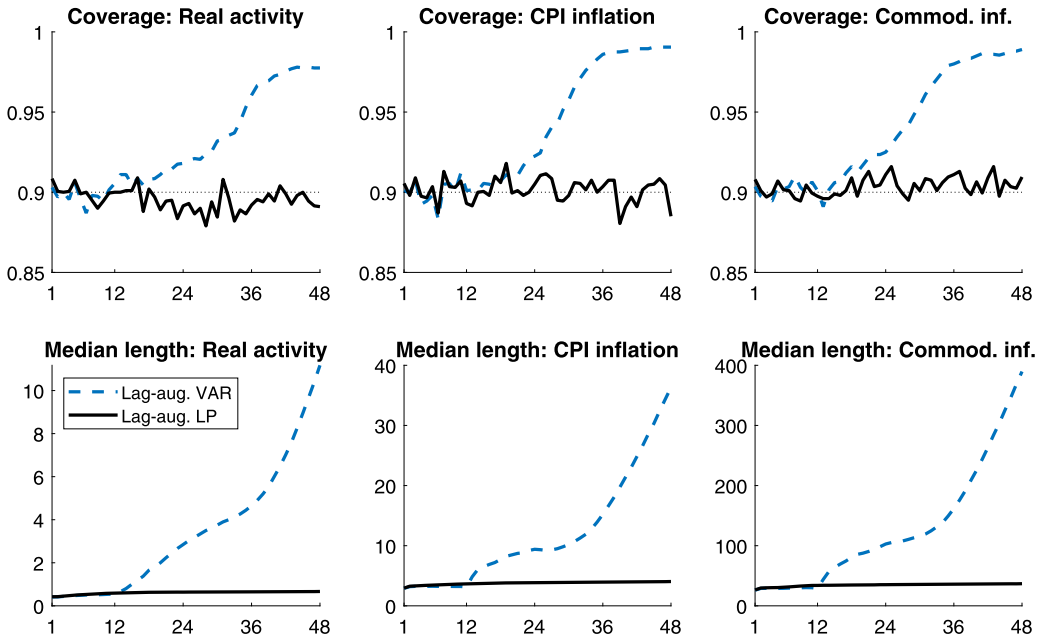 Coverage: Real activity
1
0.95
0.9
0.85
1 12 24 36 48
Coverage: CPI inflation
1
0.95
0.9
0.85
1 12 24 36 48
Coverage: Commod. inf.
1
0.95
0.9
0.85
1 12 24 36 48
Median length: Real activity
10
8
6
4
2
0
Lag-aug. VAR
Lag-aug. LP
1 12 24 36 48
Median length: CPI inflation
40
30
20
10
0
1 12 24 36 48
Median length: Commod. inf.
400
300
200
100
0
1 12 24 36 48